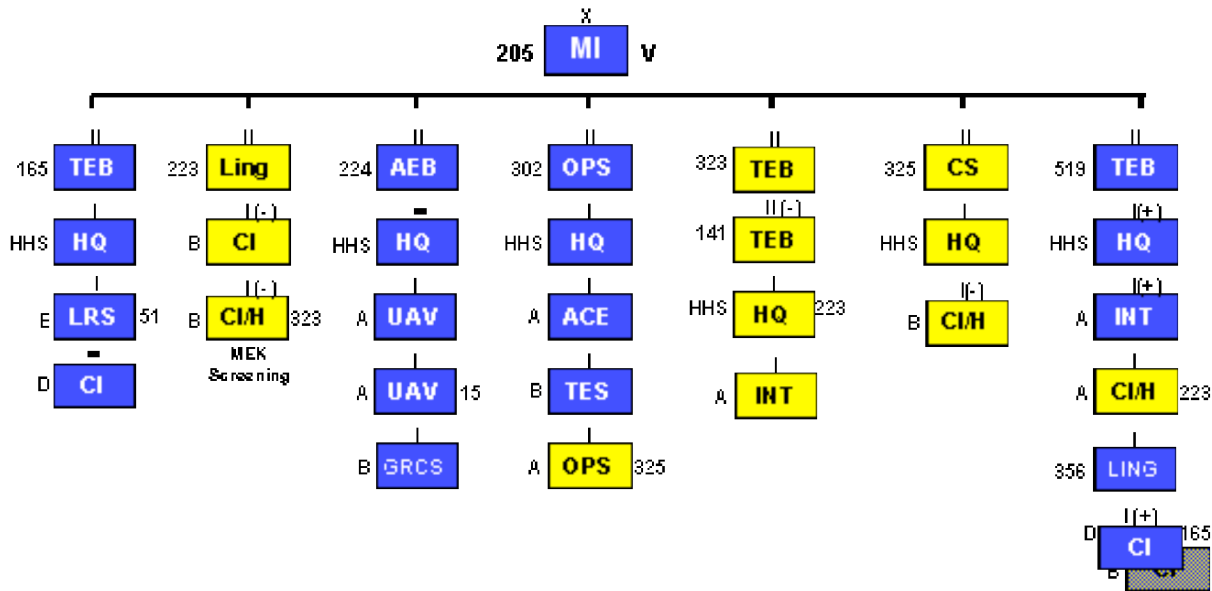 X
205 MI V
II II II II II II II
165 TEB 223 Ling 224 AEB 302 OPS 323 TEB 325 CS 519 TEB
I I(-) I II(-) I I(+)
HHS HQ B CI HHS HQ HHS HQ 141 TEB HHS HQ HHS HQ
I I(-) I I I I(-) I(+)
E LRS 51 B CI/H 323 A UAV A ACE HHS HQ 223 B CI/H A INT
MEK
Screening
I I I I
D CI A UAV 15 B TES A INT A CI/H 223
I I I
B GRCS A OPS 325 356 LING
I(+)
D CI 165
B